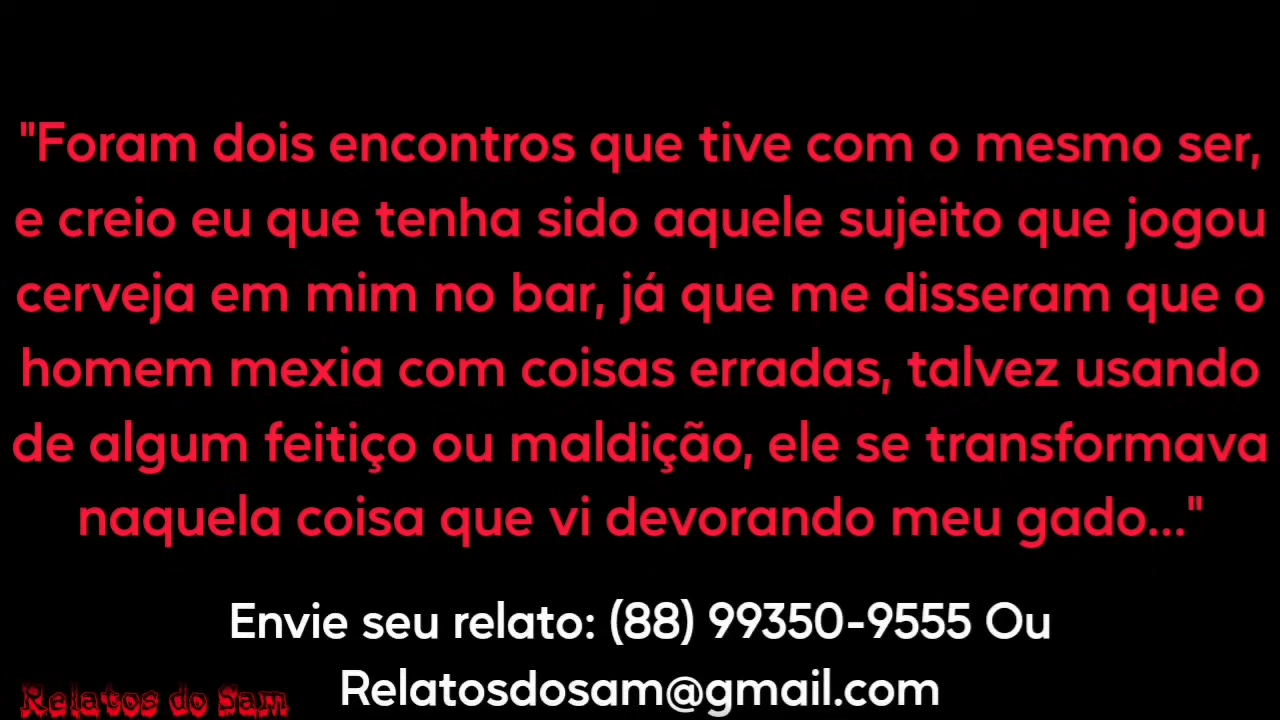 "Foram dois encontros que tive com o mesmo ser,
e creio eu que tenha sido aquele sujeito que jogou
cerveja em mim no bar, já que me disseram que o
homem mexia com coisas erradas, talvez usando
de algum feitiço ou maldição, ele se transformava
naquela coisa que vi devorando meu gado..."
Envie seu relato: (88) 99350-9555 Ou
Relatosdosam@gmail.com
Relatos do Sam